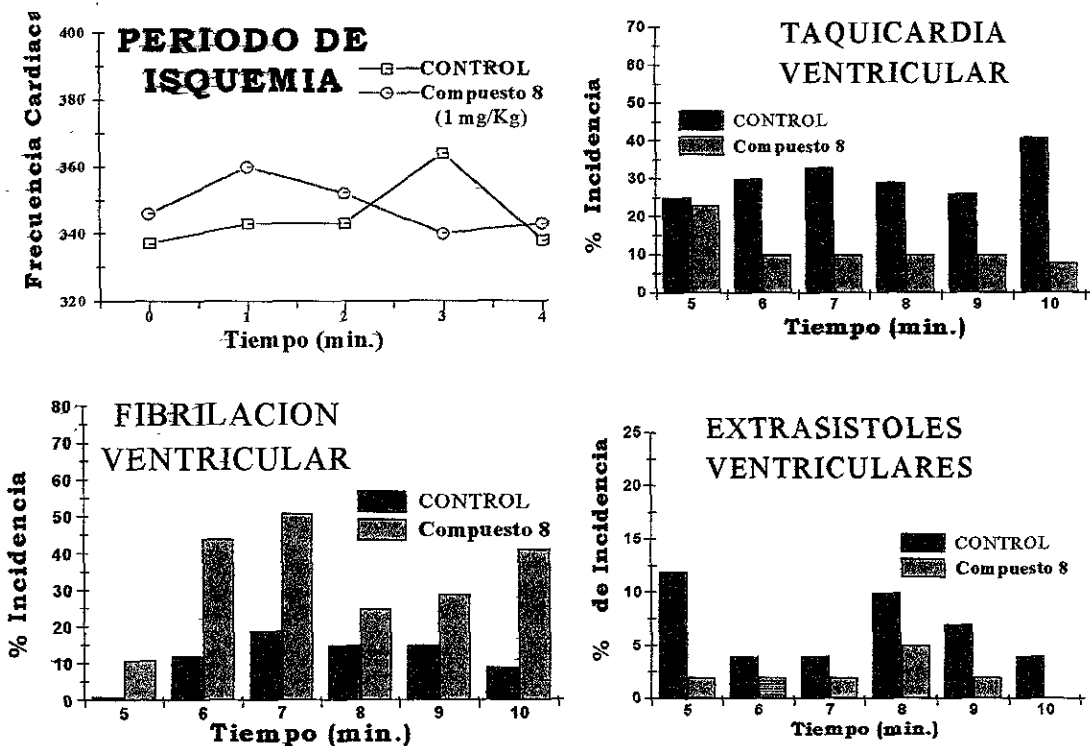 PERIODO DE
ISQUEMIA
CONTROL
Compuesto 8
(1 mg/Kg)
Frecuencia Cardiacs
400
380
360
340
320
0 1 2 3 4
Tiempo (min.)
TAQUICARDIA
VENTRICULAR
CONTROL
Compuesto 8
% Incidencia
70
60
50
40
30
20
10
0
5 6 7 8 9 10
Tiempo (min.)
FIBRILACION
VENTRICULAR
CONTROL
Compuesto 8
% Incidencia
80
70
60
50
40
30
20
10
0
5 6 7 8 9 10
Tiempo (min.)
EXTRASISTOLES
VENTRICULARES
CONTROL
Compuesto 8
% de Incidencia
25
20
15
10
5
0
5 6 7 8 9 10
Tiempo (min.)